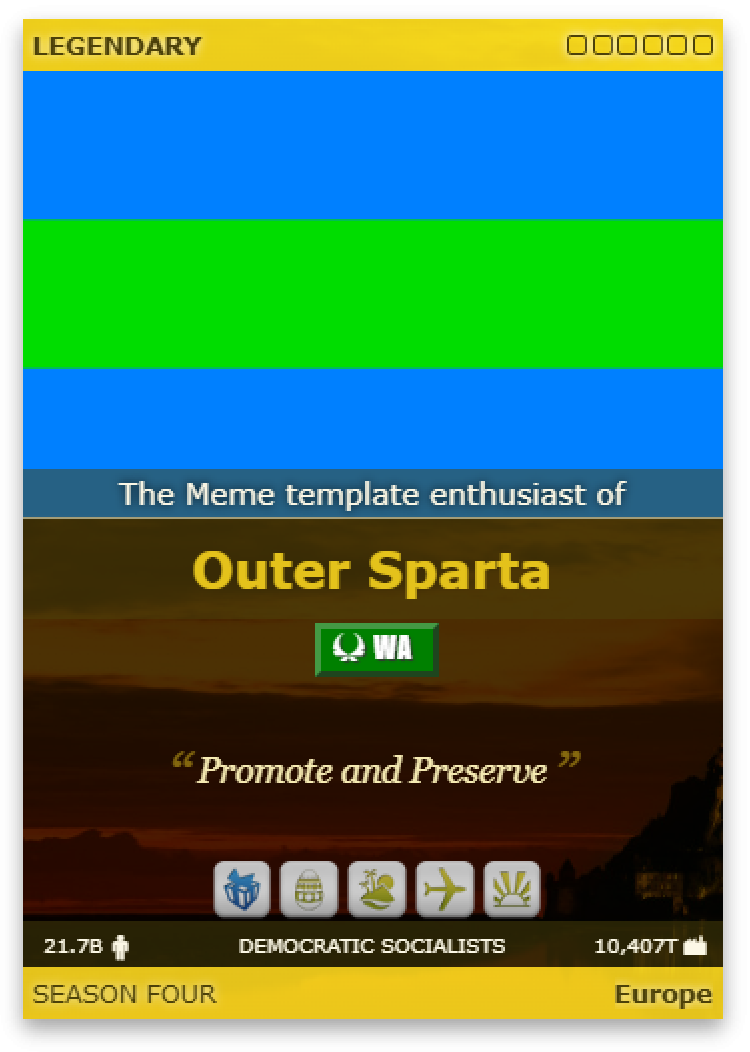 LEGENDARY
The Meme template enthusiast of
Outer Sparta
WA
“Promote and Preserve”
21.7B DEMOCRATIC SOCIALISTS 10,407T
SEASON FOUR Europe